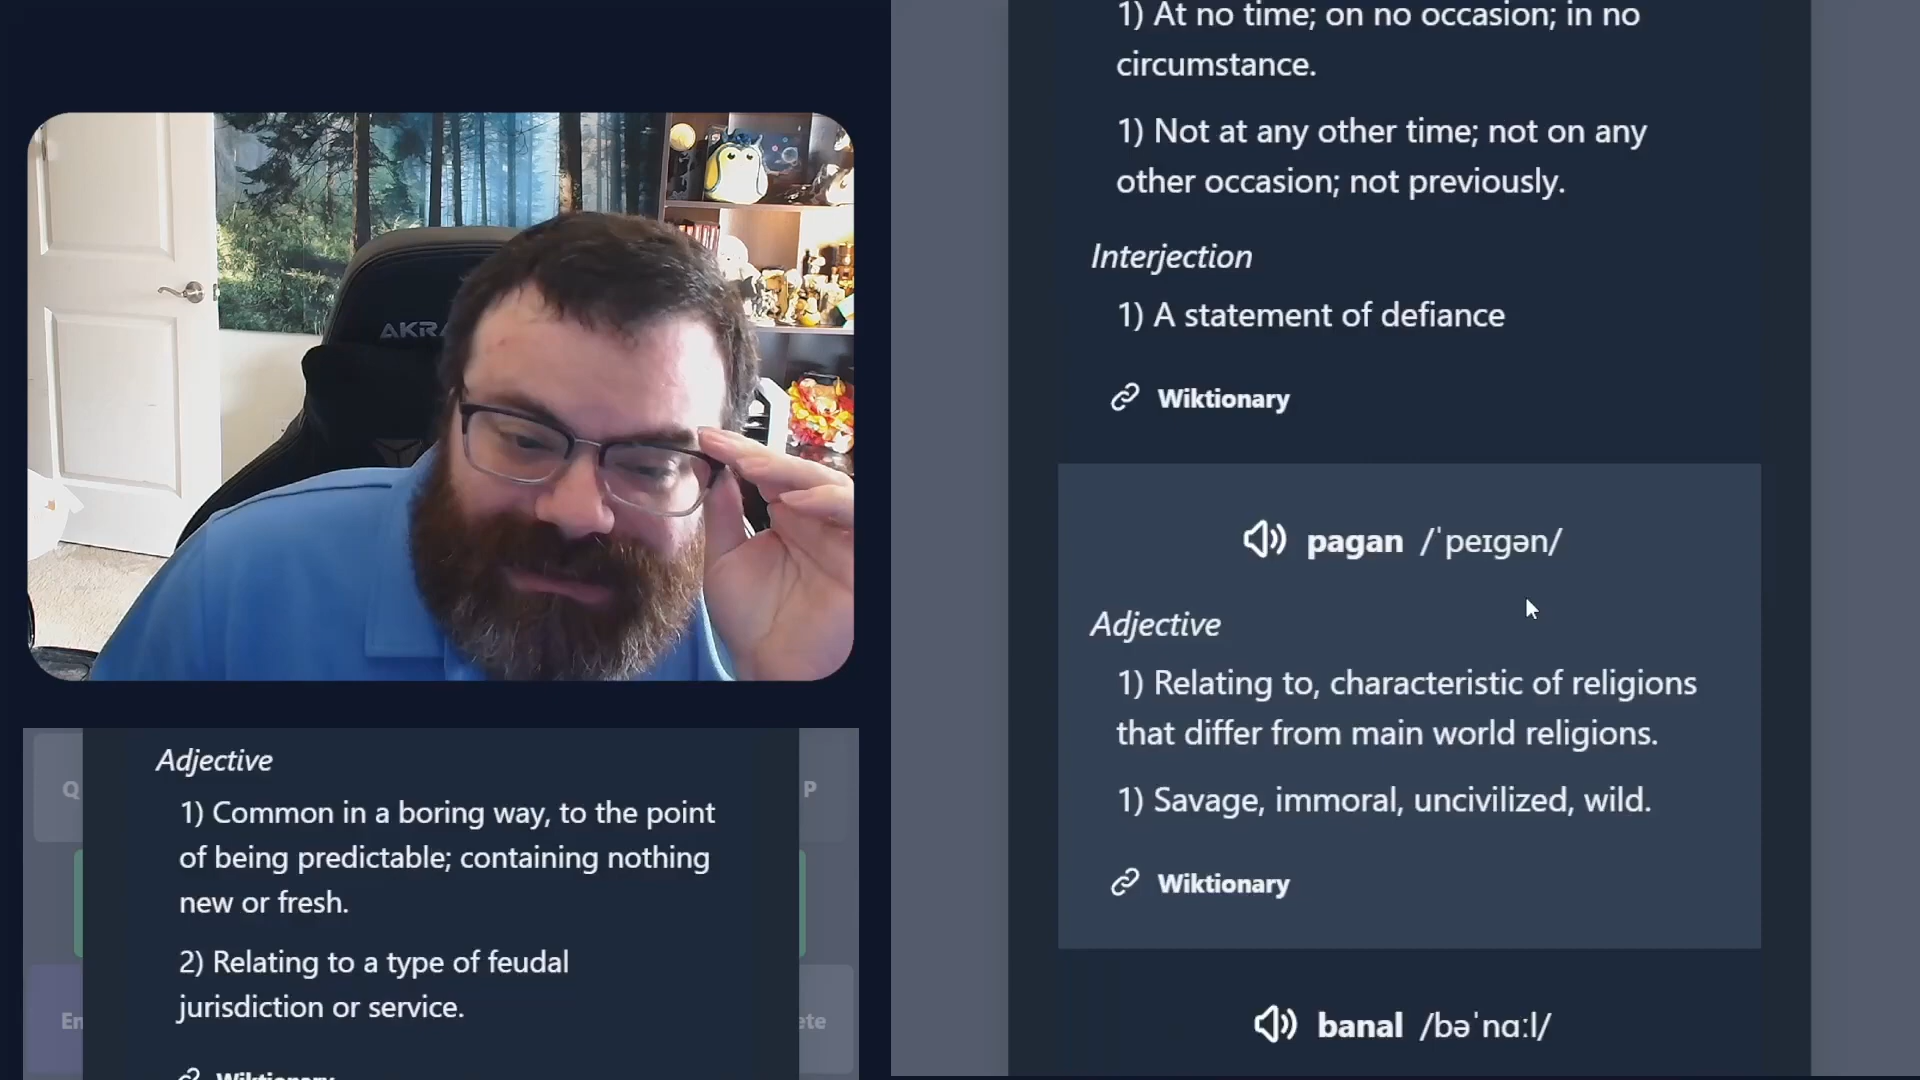 AKRA
Q
P
En
ete
Adjective
1) Common in a boring way, to the point
of being predictable; containing nothing
new or fresh.
2) Relating to a type of feudal
jurisdiction or service.
Wiktionary
1) At no time; on no occasion; in no
circumstance.
1) Not at any other time; not on any
other occasion; not previously.
Interjection
1) A statement of defiance
Wiktionary
pagan /ˈpeɪɡən/
Adjective
1) Relating to, characteristic of religions
that differ from main world religions.
1) Savage, immoral, uncivilized, wild.
Wiktionary
banal /bəˈnɑːl/